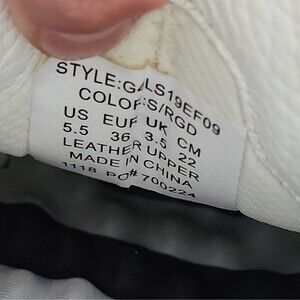 STYLE:GALS19EF09
COLOR:S/RGD
US EUR UK CM
5.5 36 3.5 22
LEATHER UPPER
MADE IN CHINA
1118 PO# 700224